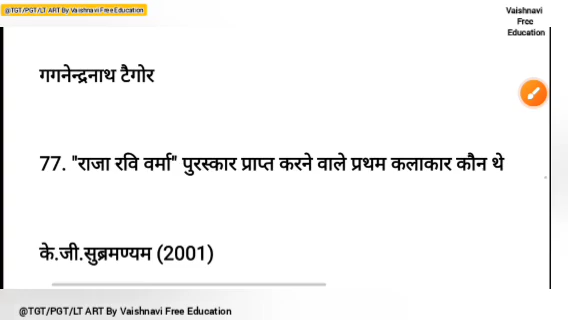 @TGT/PGT/LT ART By Vaishnavi Free Education
Vaishnavi
Free
Education
गगनेन्द्रनाथ टैगोर
77. "राजा रवि वर्मा" पुरस्कार प्राप्त करने वाले प्रथम कलाकार कौन थे
के.जी.सुब्रमण्यम (2001)
@TGT/PGT/LT ART By Vaishnavi Free Education